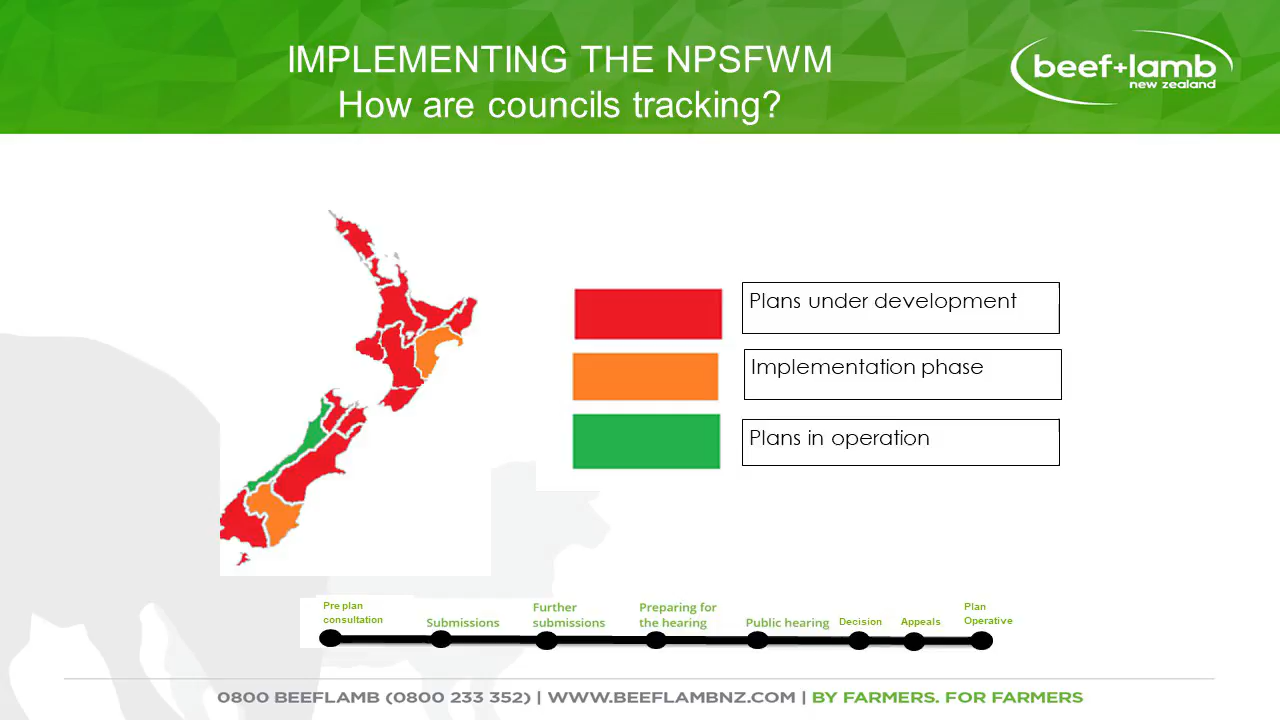 IMPLEMENTING THE NPSFWM
How are councils tracking?
beef+lamb
new zealand
Plans under development
Implementation phase
Plans in operation
Pre plan
consultation
Submissions
Further
submissions
Preparing for
the hearing
Public hearing
Decision
Appeals
Plan
Operative
0800 BEEFLAMB (0800 233 352) | WWW.BEEFLAMBNZ.COM | BY FARMERS. FOR FARMERS